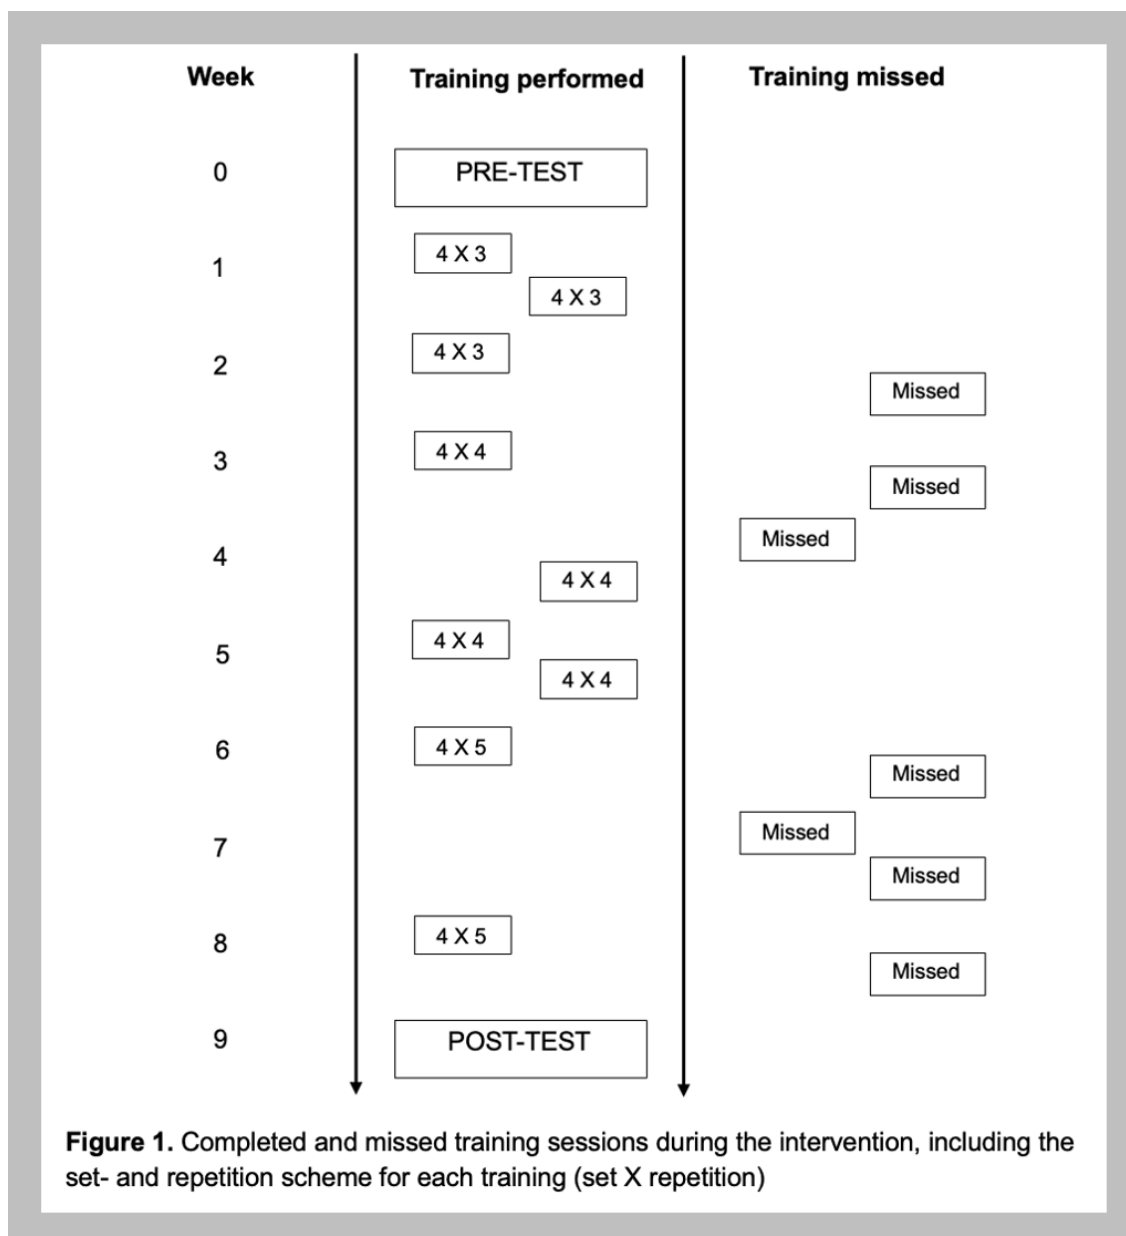 Week Training performed Training missed
0 PRE-TEST
4 X 3
1
4 X 3
4 X 3
2
Missed
4 X 4
3
Missed
Missed
4
4 X 4
4 X 4
5
4 X 4
4 X 5
6
Missed
Missed
7
Missed
4 X 5
8
Missed
9 POST-TEST
Figure 1. Completed and missed training sessions during the intervention, including the
set- and repetition scheme for each training (set X repetition)